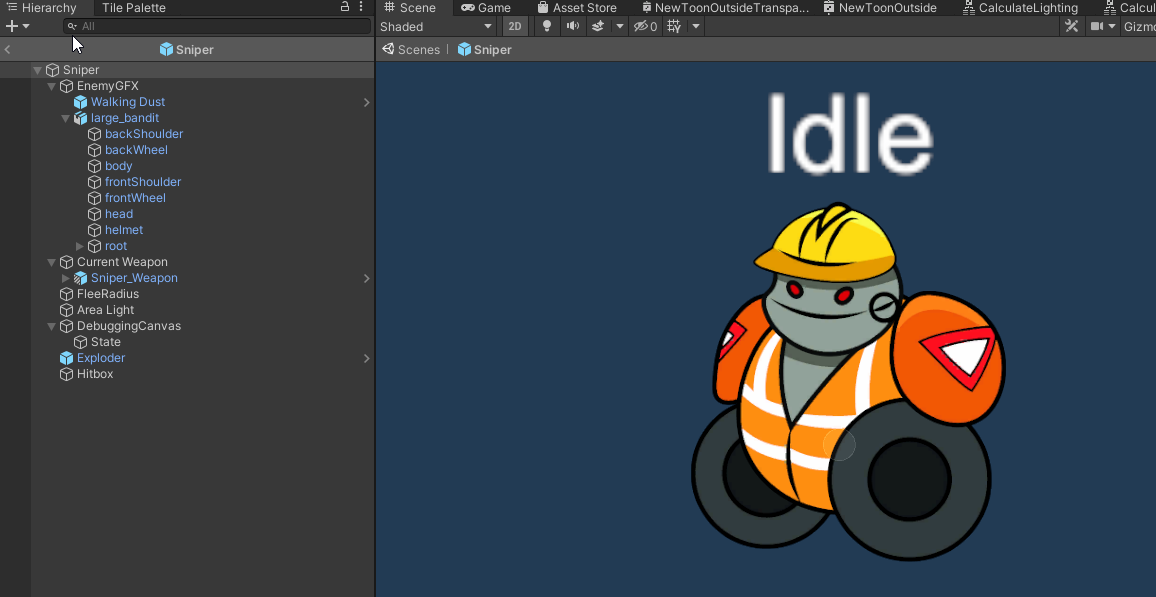 Hierarchy Tile Palette
All
Sniper
Sniper
EnemyGFX
Walking Dust
large_bandit
backShoulder
backWheel
body
frontShoulder
frontWheel
head
helmet
root
Current Weapon
Sniper_Weapon
FleeRadius
Area Light
DebuggingCanvas
State
Exploder
Hitbox
Scene Game Asset Store NewToonOutsideTranspa... NewToonOutside CalculateLighting Calcul
Shaded 2D 0 Gizmo
Scenes Sniper
Idle